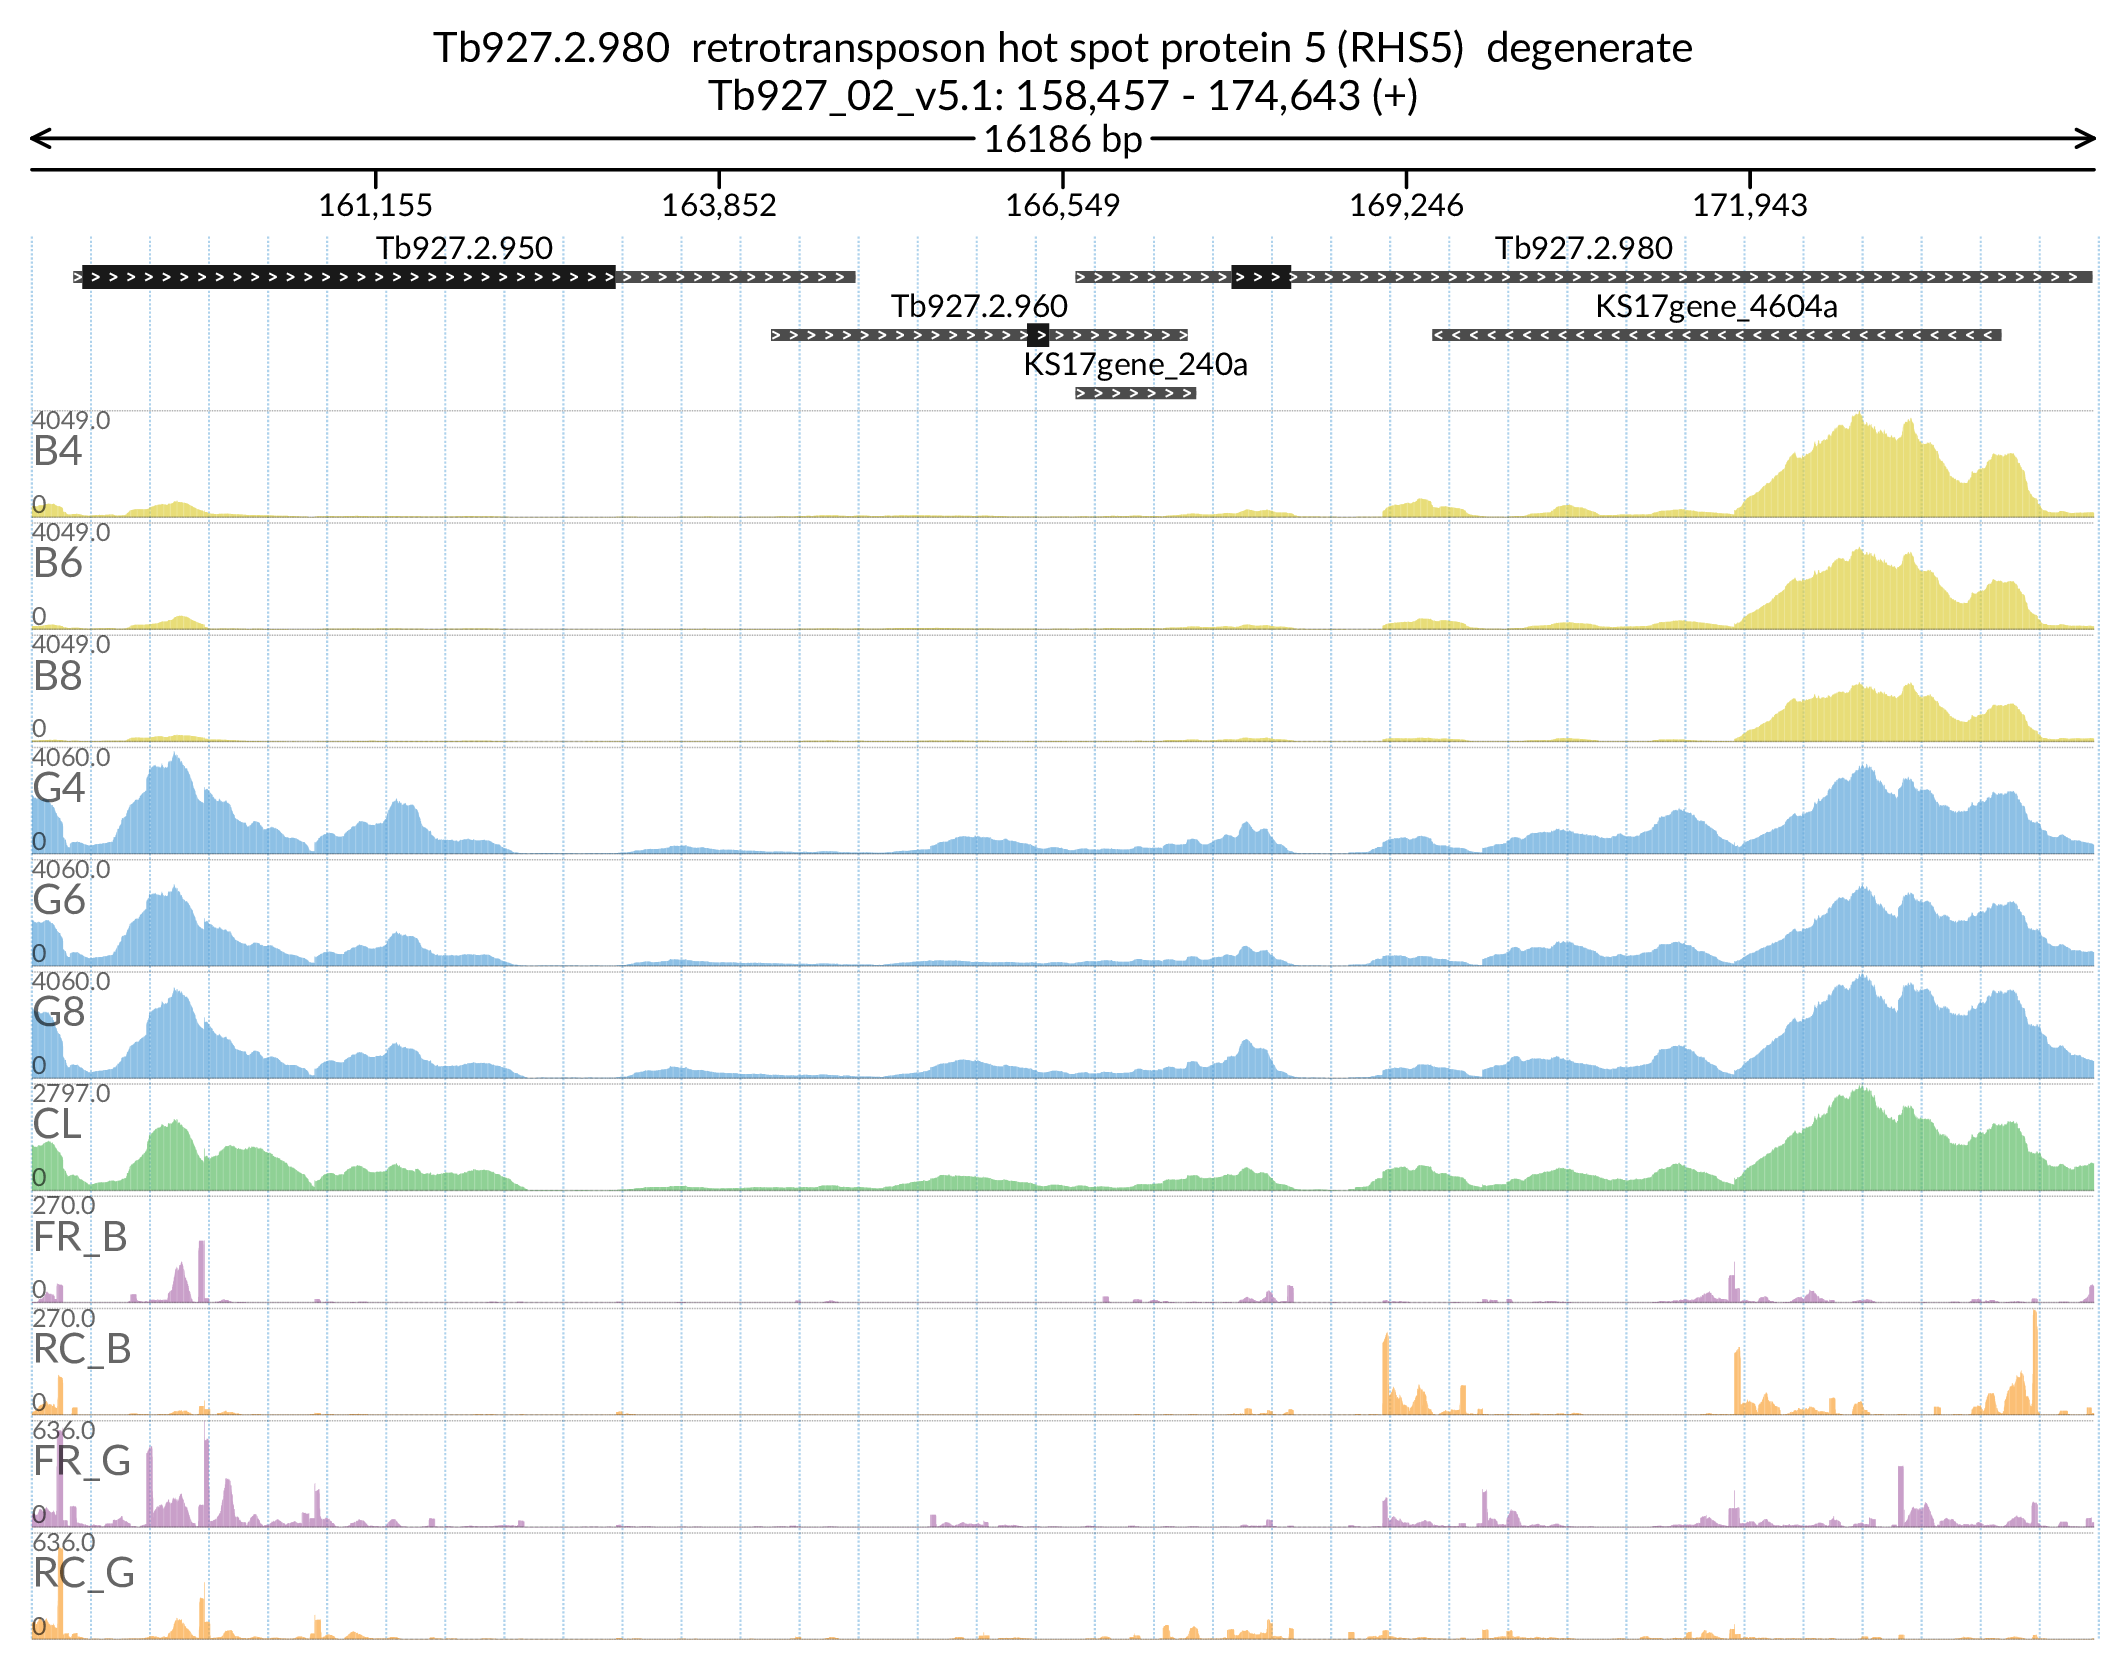 Tb927.2.980 retrotransposon hot spot protein 5 (RHS5) degenerate
Tb927_02_v5.1: 158,457 - 174,643 (+)
16186 bp
161,155 163,852 166,549 169,246 171,943
Tb927.2.950 Tb927.2.980
Tb927.2.960 KS17gene_4604a
KS17gene_240a
4049.0
B4
0
4049.0
B6
0
4049.0
B8
0
4060.0
G4
0
4060.0
G6
0
4060.0
G8
0
2797.0
CL
0
270.0
FR_B
0
270.0
RC_B
0
636.0
FR_G
0
636.0
RC_G
0